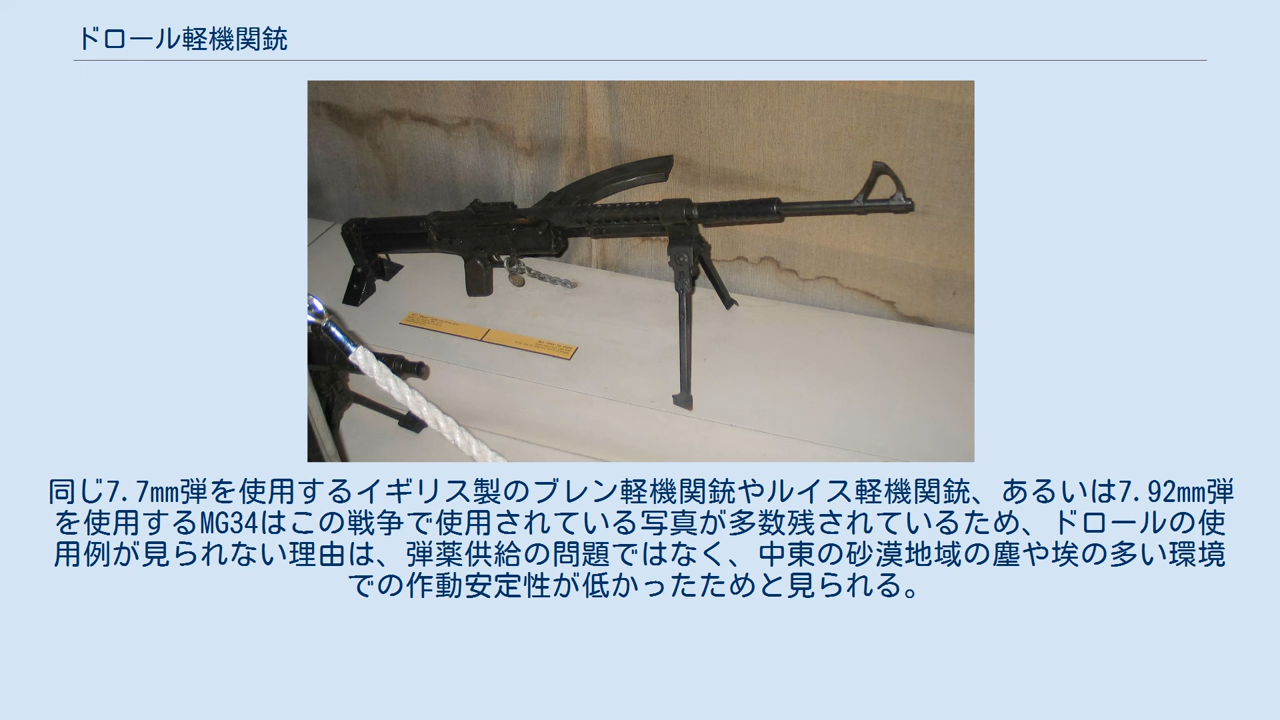 ドロール軽機関銃
同じ7.7mm弾を使用するイギリス製のブレン軽機関銃やルイス軽機関銃、あるいは7.92mm弾
を使用するMG34はこの戦争で使用されている写真が多数残されているため、ドロールの使
用例が見られない理由は、弾薬供給の問題ではなく、中東の砂漠地域の塵や埃の多い環境
での作動安定性が低かったためと見られる。